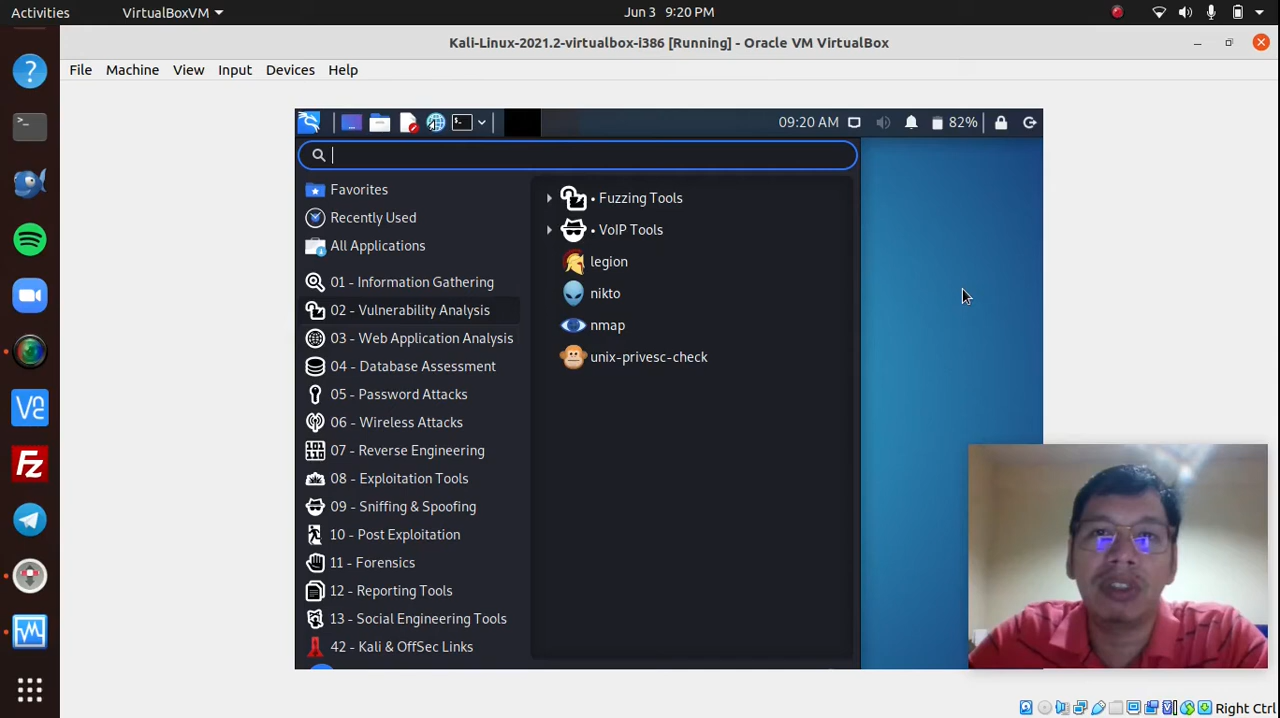 Activities
VirtualBoxVM
Jun 3 9:20 PM
Kali-Linux-2021.2-virtualbox-i386 [Running] - Oracle VM VirtualBox
File Machine View Input Devices Help
09:20 AM
82%
Favorites
Recently Used
All Applications
01 - Information Gathering
02 - Vulnerability Analysis
03 - Web Application Analysis
04 - Database Assessment
05 - Password Attacks
06 - Wireless Attacks
07 - Reverse Engineering
08 - Exploitation Tools
09 - Sniffing & Spoofing
10 - Post Exploitation
11 - Forensics
12 - Reporting Tools
13 - Social Engineering Tools
42 - Kali & OffSec Links
• Fuzzing Tools
• VoIP Tools
legion
nikto
nmap
unix-privesc-check
Right Ctrl